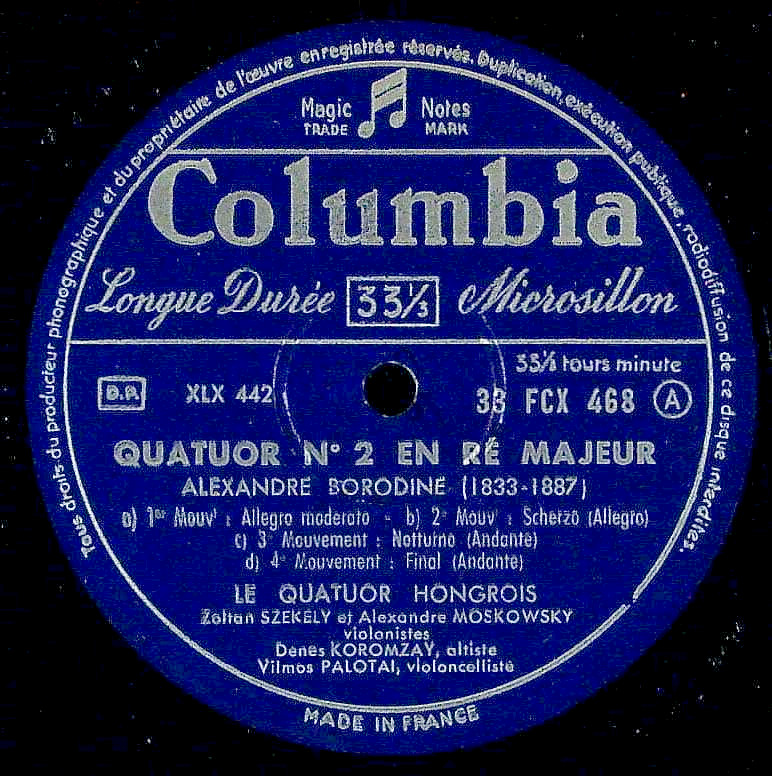 Tous droits du producteur phonographique et du propriétaire de l'œuvre enregistrée réservés. Duplication, exécution publique, radiodiffusion de ce disque interdites.
Magic Notes
TRADE MARK
Columbia
Longue Durée 33⅓ Microsillon
33⅓ tours minute
D.P. XLX 442 33 FCX 468 A
QUATUOR N° 2 EN RÉ MAJEUR
ALEXANDRE BORODINE (1833-1887)
a) 1er Mouvt : Allegro moderato - b) 2e Mouvt : Scherzo (Allegro)
c) 3e Mouvement : Notturno (Andante)
d) 4e Mouvement : Final (Andante)
LE QUATUOR HONGROIS
Zoltan SZEKELY et Alexandre MOSKOWSKY
violonistes
Denes KOROMZAY, altiste
Vilmos PALOTAI, violoncelliste
MADE IN FRANCE